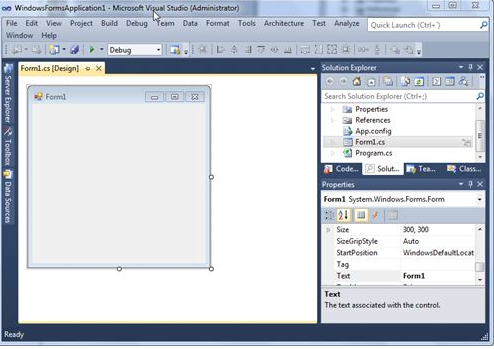 WindowsFormsApplication1 - Microsoft Visual Studio (Administrator)
File Edit View Project Build Debug Team Data Format Tools Architecture Test Analyze
Quick Launch (Ctrl+`)
Window Help
Debug
Form1.cs [Design]
Form1
Server Explorer
Toolbox
Data Sources
Solution Explorer
Search Solution Explorer (Ctrl+;)
Properties
References
App.config
Form1.cs
Program.cs
Code... Solut... Tea... Class...
Properties
Form1 System.Windows.Forms.Form
Size 300, 300
SizeGripStyle Auto
StartPosition WindowsDefaultLocat
Tag
Text Form1
Text
The text associated with the control.
Ready